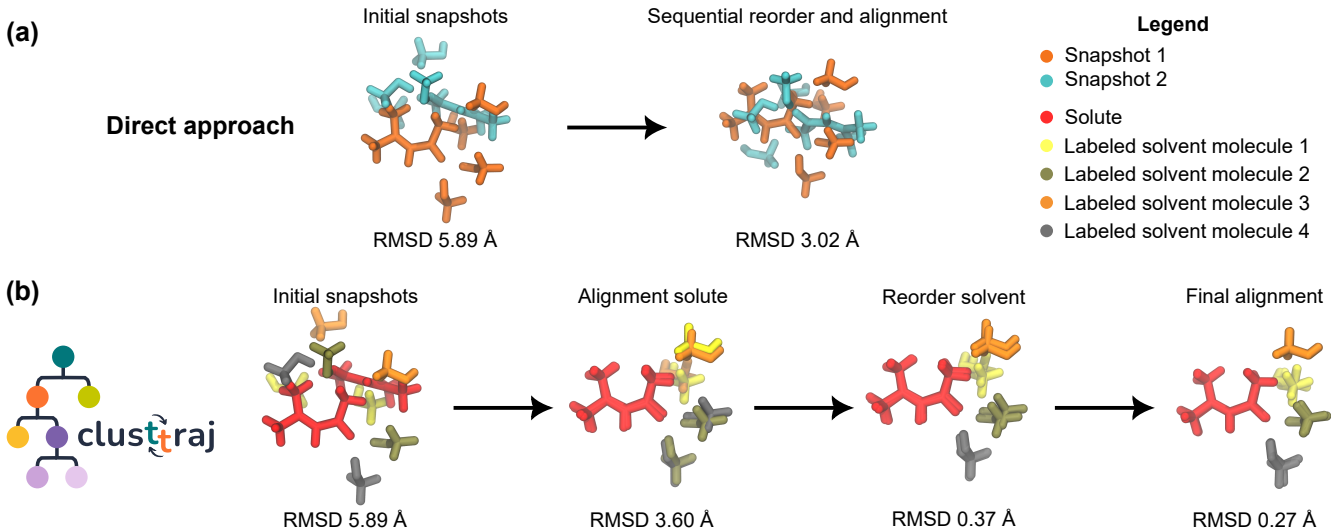 (a)
Initial snapshots
Sequential reorder and alignment
Direct approach
RMSD 5.89 Å
RMSD 3.02 Å
Legend
Snapshot 1
Snapshot 2
Solute
Labeled solvent molecule 1
Labeled solvent molecule 2
Labeled solvent molecule 3
Labeled solvent molecule 4
(b)
clusttraj
Initial snapshots
Alignment solute
Reorder solvent
Final alignment
RMSD 5.89 Å
RMSD 3.60 Å
RMSD 0.37 Å
RMSD 0.27 Å